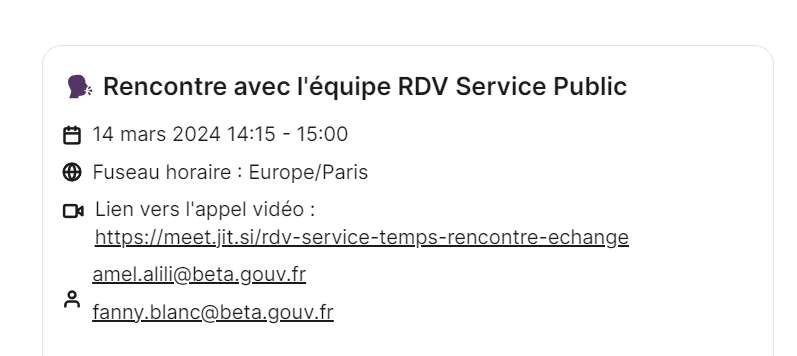 Rencontre avec l'équipe RDV Service Public
14 mars 2024 14:15 - 15:00
Fuseau horaire : Europe/Paris
Lien vers l'appel vidéo :
https://meet.jit.si/rdv-service-temps-rencontre-echange
amel.alili@beta.gouv.fr
fanny.blanc@beta.gouv.fr